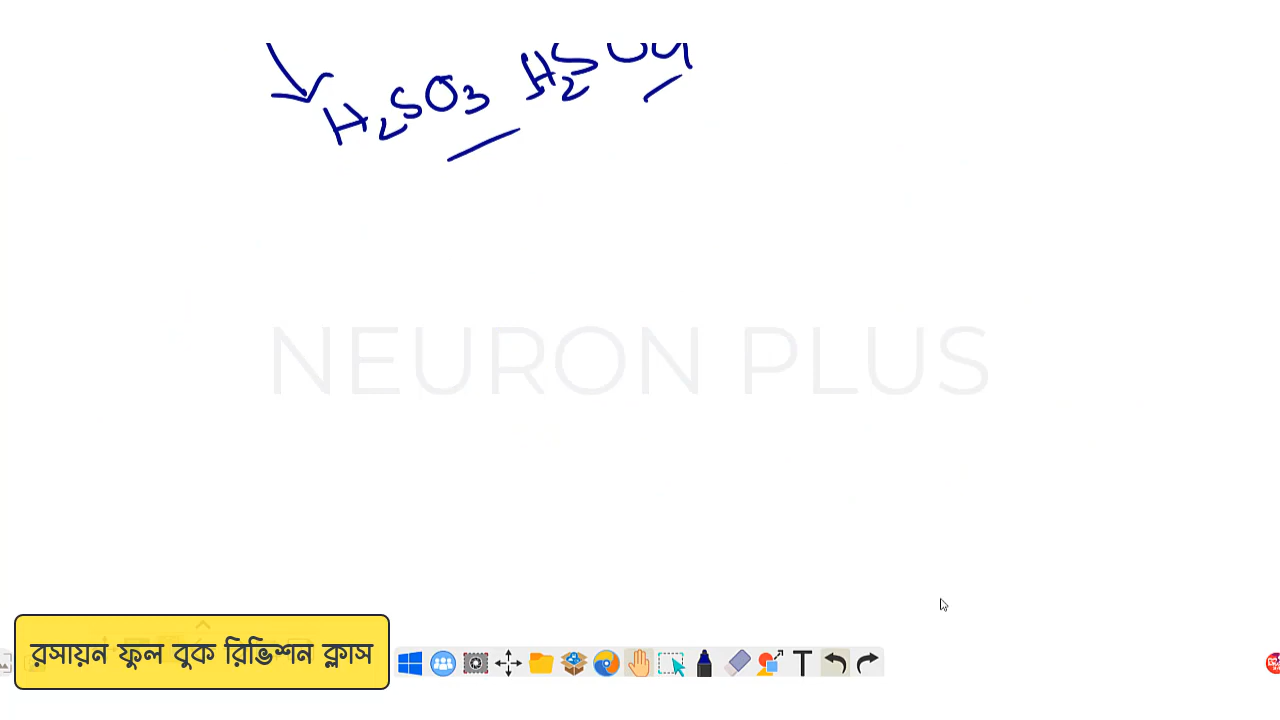 H₂SO₃ H₂SO₄
NEURON PLUS
রসায়ন ফুল বুক রিভিশন ক্লাস